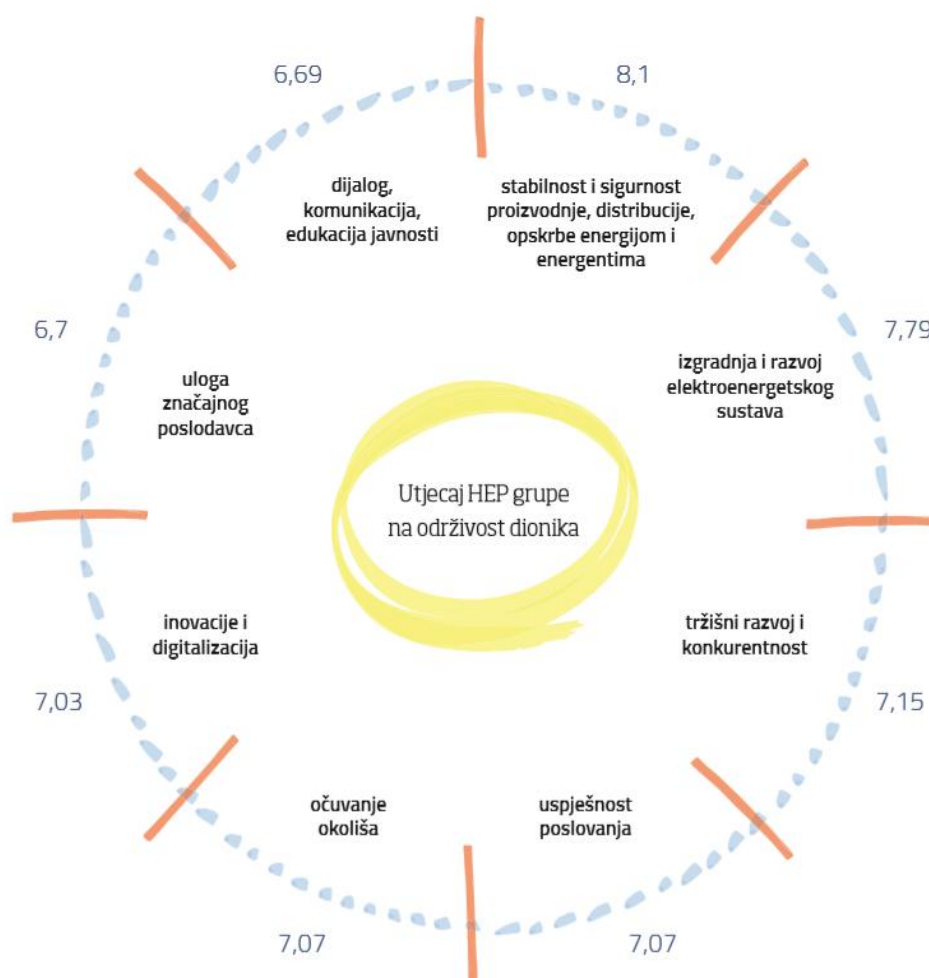 6,69
8,1
dijalog,
komunikacija,
edukacija javnosti
stabilnost i sigurnost
proizvodnje, distribucije,
opskrbe energijom i
energentima
6,7
7,79
uloga
značajnog
poslodavca
izgradnja i razvoj
elektroenergetskog
sustava
Utjecaj HEP grupe
na održivost dionika
inovacije i
digitalizacija
tržišni razvoj i
konkurentnost
7,03
7,15
očuvanje
okoliša
uspješnost
poslovanja
7,07
7,07